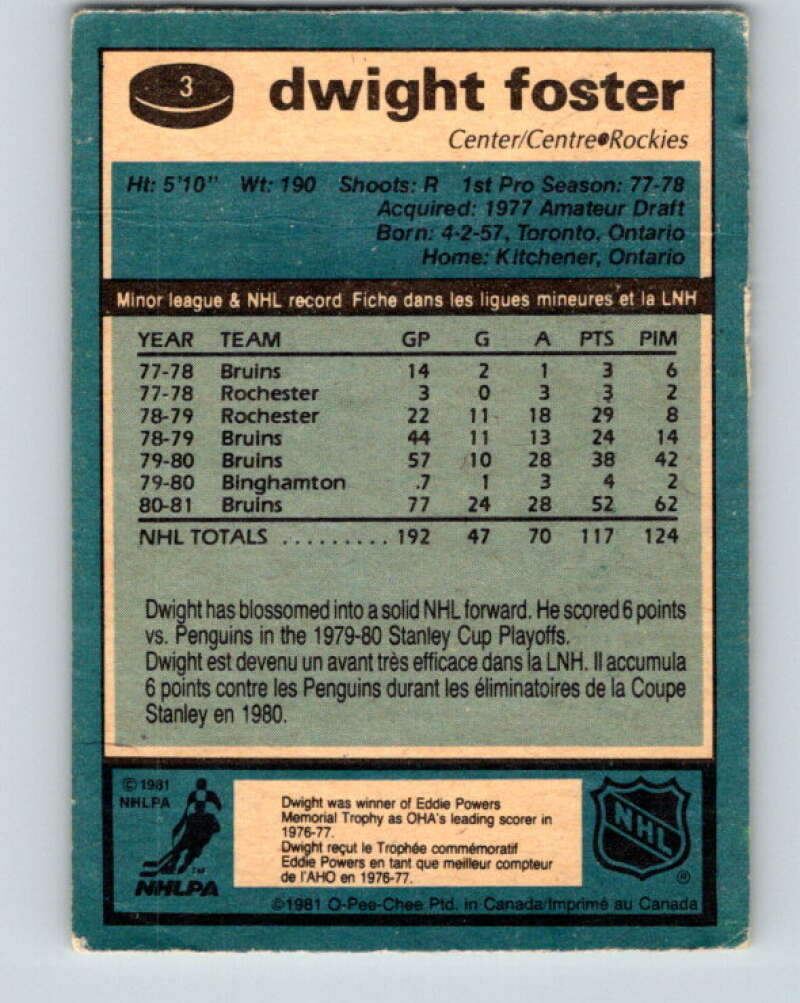 3 dwight foster
Center/Centre•Rockies
Ht: 5'10" Wt: 190 Shoots: R 1st Pro Season: 77-78
Acquired: 1977 Amateur Draft
Born: 4-2-57, Toronto, Ontario
Home: Kitchener, Ontario
Minor league & NHL record Fiche dans les ligues mineures et la LNH
YEAR TEAM GP G A PTS PIM
77-78 Bruins 14 2 1 3 6
77-78 Rochester 3 0 3 3 2
78-79 Rochester 22 11 18 29 8
78-79 Bruins 44 11 13 24 14
79-80 Bruins 57 10 28 38 42
79-80 Binghamton .7 1 3 4 2
80-81 Bruins 77 24 28 52 62
NHL TOTALS ......... 192 47 70 117 124
Dwight has blossomed into a solid NHL forward. He scored 6 points
vs. Penguins in the 1979-80 Stanley Cup Playoffs.
Dwight est devenu un avant très efficace dans la LNH. Il accumula
6 points contre les Penguins durant les éliminatoires de la Coupe
Stanley en 1980.
© 1981
NHLPA
NHLPA TM
Dwight was winner of Eddie Powers
Memorial Trophy as OHA's leading scorer in
1976-77.
Dwight reçut le Trophée commémoratif
Eddie Powers en tant que meilleur compteur
de l'AHO en 1976-77.
NHL ®
©1981 O-Pee-Chee Ptd. in Canada/Imprimé au Canada